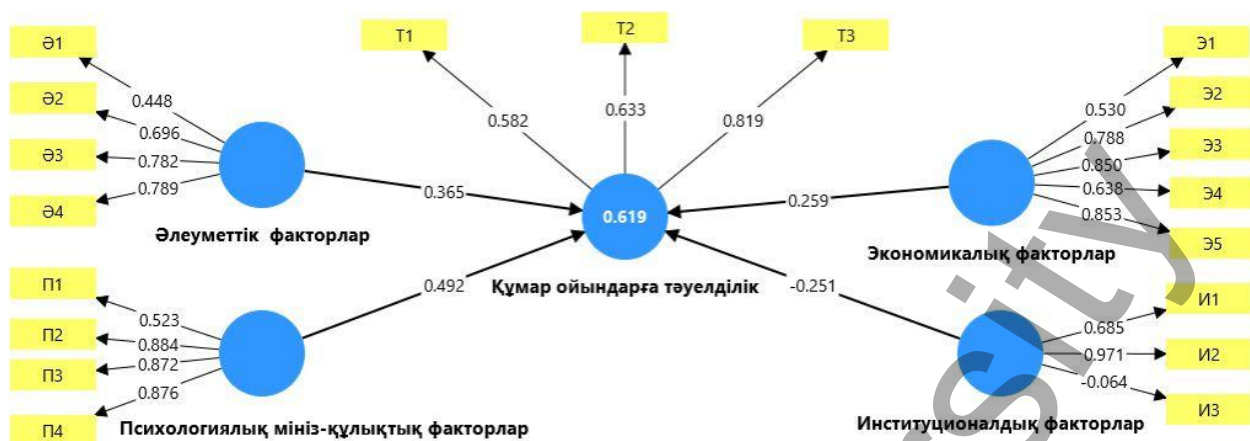 Ә1
Ә2
Ә3
Ә4
0.448
0.696
0.782
0.789
Әлеуметтік факторлар
Т1
Т2
Т3
0.582
0.633
0.819
0.365
0.619
0.259
Құмар ойындарға тәуелділік
0.492
-0.251
Э1
Э2
Э3
Э4
Э5
0.530
0.788
0.850
0.638
0.853
Экономикалық факторлар
П1
П2
П3
П4
0.523
0.884
0.872
0.876
Психологиялық мініз-құлықтық факторлар
И1
И2
И3
0.685
0.971
-0.064
Институционалдық факторлар
sity